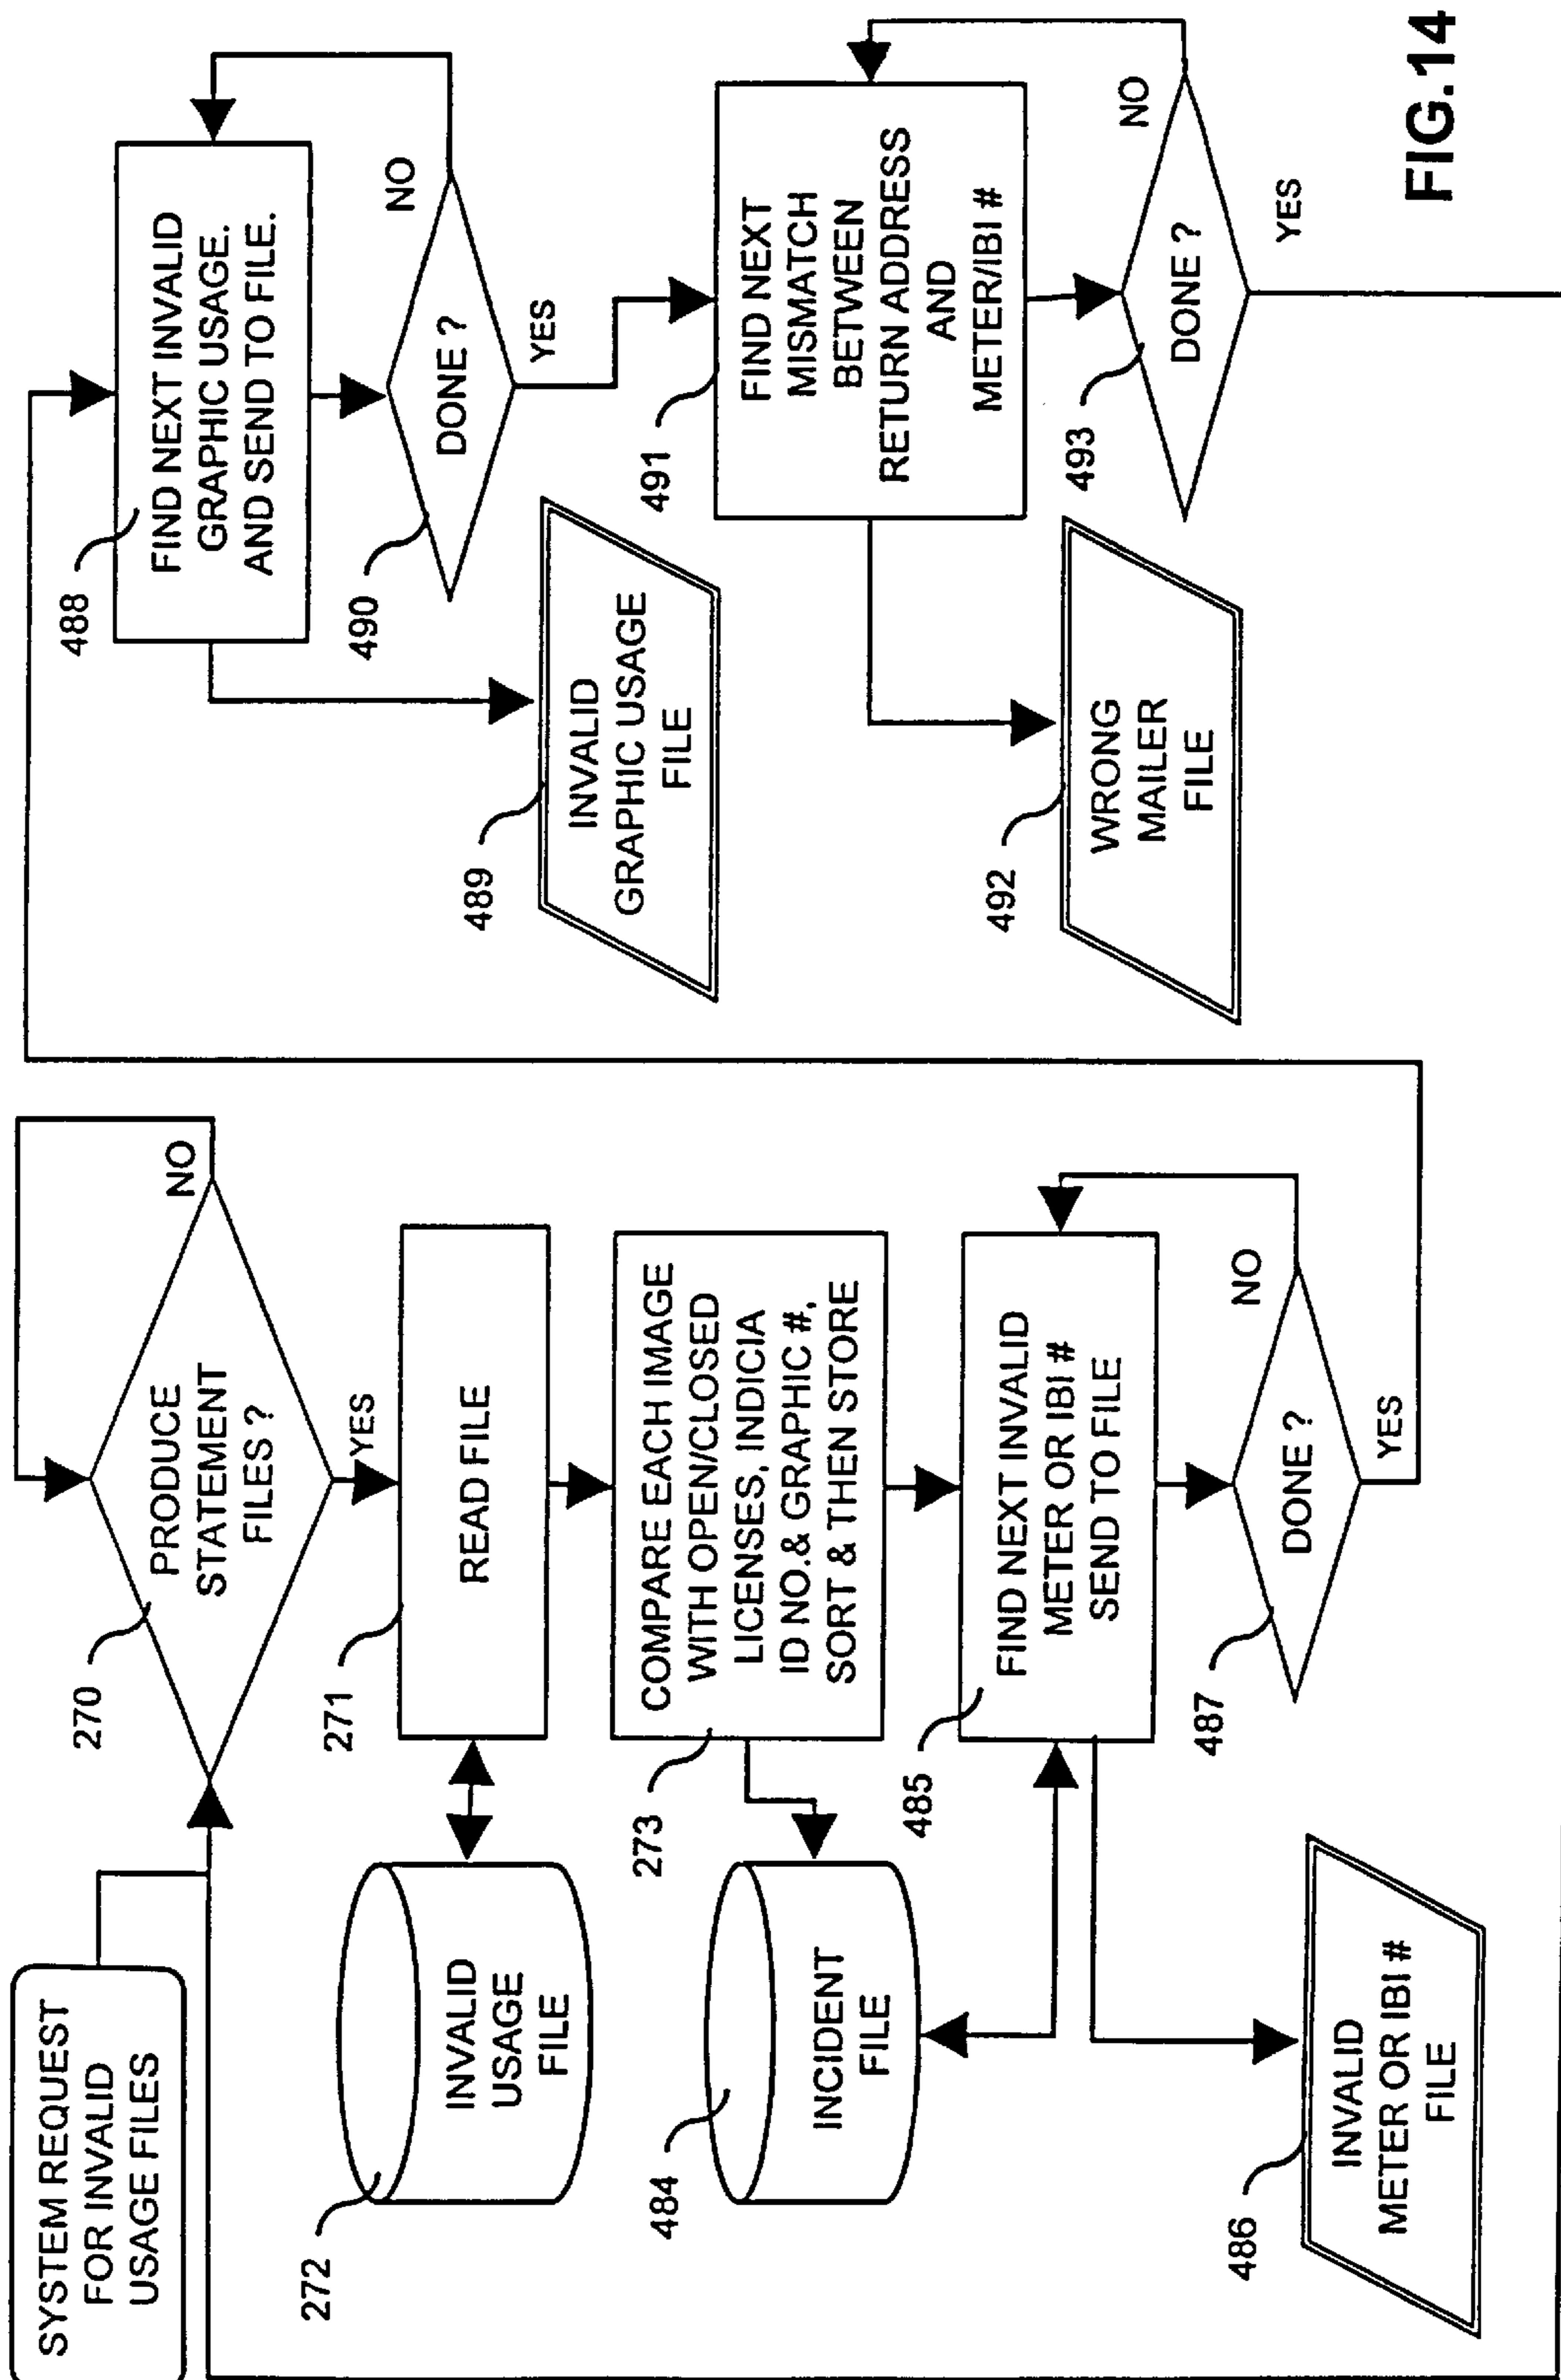 SYSTEM REQUEST
FOR INVALID
USAGE FILES
270
PRODUCE
STATEMENT
FILES ?
NO
YES
271
READ FILE
272
INVALID
USAGE
FILE
273
COMPARE EACH IMAGE
WITH OPEN/CLOSED
LICENSES, INDICIA
ID NO.& GRAPHIC #,
SORT & THEN STORE
484
INCIDENT
FILE
485
FIND NEXT INVALID
METER OR IBI #
SEND TO FILE
486
INVALID
METER OR IBI #
FILE
487
DONE ?
NO
YES
488
FIND NEXT INVALID
GRAPHIC USAGE.
AND SEND TO FILE.
489
INVALID
GRAPHIC USAGE
FILE
490
DONE ?
NO
YES
491
FIND NEXT
MISMATCH
BETWEEN
RETURN ADDRESS
AND
METER/IBI #
492
WRONG
MAILER
FILE
493
DONE ?
NO
YES
FIG.14